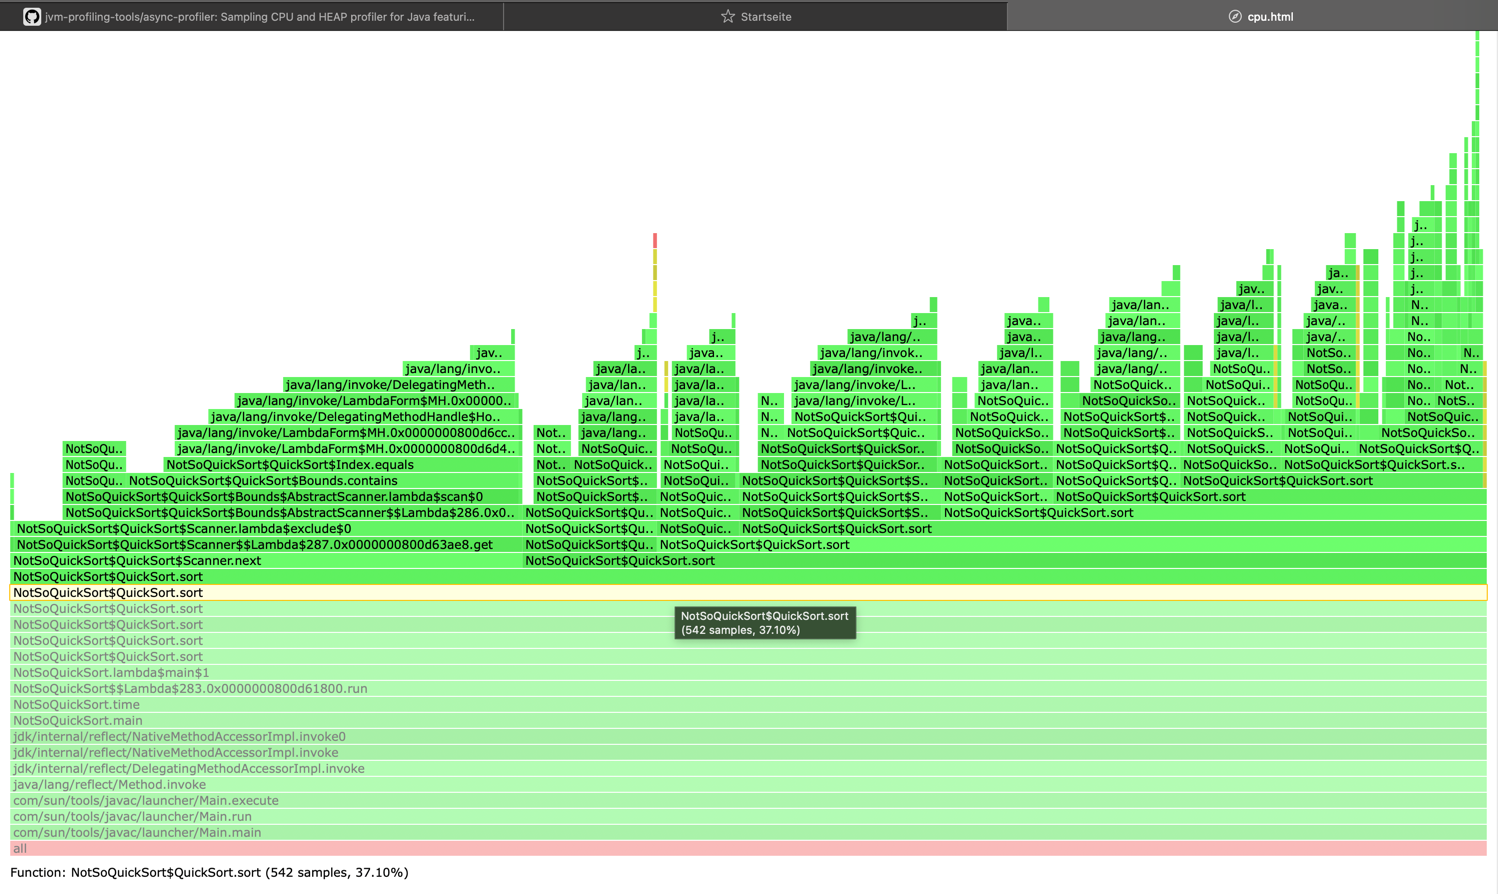 jvm-profiling-tools/async-profiler: Sampling CPU and HEAP profiler for Java featuri...
Startseite
cpu.html
j..
j..
j..
ja.. j..
jav.. jav.. j..
java/lan.. java/l.. java.. N..
j.. java.. java/lan.. java/l.. java/.. N..
j.. java/lang/.. java.. java/lang.. java/l.. java/.. No..
jav.. j.. java.. java/lang/invok.. java/l.. java/lang/.. java/l.. NotSo.. No.. N..
java/lang/invo.. java/la.. java/la.. java/lang/invoke.. java/lan.. java/lang/.. NotSoQu.. NotSo.. No.. N..
java/lang/invoke/DelegatingMeth.. java/lan.. java/la.. java/lang/invoke/L.. java/lan.. NotSoQuick.. NotSoQui.. NotSoQu.. No.. Not..
java/lang/invoke/LambdaForm$MH.0x00000.. java/lan.. java/la.. N.. java/lang/invoke/L.. NotSoQuic.. NotSoQuickSo.. NotSoQuic.. NotSoQu.. No.. NotS..
java/lang/invoke/DelegatingMethodHandle$Ho.. java/lang.. java/la.. N.. NotSoQuickSort$Qui.. NotSoQuick.. NotSoQuickSort$.. NotSoQuick.. NotSoQui.. NotSoQuic..
java/lang/invoke/LambdaForm$MH.0x0000000800d6cc.. Not.. java/lang.. NotSoQu.. N.. NotSoQuickSort$Quic.. NotSoQuickSo.. NotSoQuickSort$.. NotSoQuickS.. NotSoQui.. NotSoQuickSo..
NotSoQu.. java/lang/invoke/LambdaForm$MH.0x0000000800d6d4.. Not.. NotSoQuic.. NotSoQu.. NotSoQuickSort$QuickSor.. NotSoQuickSo.. NotSoQuickSort$.. NotSoQuickS.. NotSoQuic.. NotSoQuickSort$Q..
NotSoQu.. NotSoQuickSort$QuickSort$Index.equals Not.. NotSoQuick.. NotSoQui.. NotSoQuickSort$QuickSor.. NotSoQuickSort.. NotSoQuickSort$Qu.. NotSoQuickSo.. NotSoQuickSort$QuickSort.s..
NotSoQu.. NotSoQuickSort$QuickSort$Bounds.contains NotSoQuickSort$.. NotSoQuic.. NotSoQuickSort$QuickSort$S.. NotSoQuickSort.. NotSoQuickSort$Qu.. NotSoQuickSort$QuickSort.sort
NotSoQuickSort$QuickSort$Bounds$AbstractScanner.lambda$scan$0 NotSoQuickSort$.. NotSoQuic.. NotSoQuickSort$QuickSort$S.. NotSoQuickSort.. NotSoQuickSort$QuickSort.sort
NotSoQuickSort$QuickSort$Bounds$AbstractScanner$$Lambda$286.0x0.. NotSoQuickSort$Qu.. NotSoQuic.. NotSoQuickSort$QuickSort$S.. NotSoQuickSort$QuickSort.sort
NotSoQuickSort$QuickSort$Scanner.lambda$exclude$0 NotSoQuickSort$Qu.. NotSoQuic.. NotSoQuickSort$QuickSort.sort
NotSoQuickSort$QuickSort$Scanner$$Lambda$287.0x0000000800d63ae8.get NotSoQuickSort$Qu.. NotSoQuickSort$QuickSort.sort
NotSoQuickSort$QuickSort$Scanner.next NotSoQuickSort$QuickSort.sort
NotSoQuickSort$QuickSort.sort
NotSoQuickSort$QuickSort.sort
NotSoQuickSort$QuickSort.sort
NotSoQuickSort$QuickSort.sort
NotSoQuickSort$QuickSort.sort
NotSoQuickSort$QuickSort.sort
NotSoQuickSort$QuickSort.sort
(542 samples, 37.10%)
NotSoQuickSort.lambda$main$1
NotSoQuickSort$$Lambda$283.0x0000000800d61800.run
NotSoQuickSort.time
NotSoQuickSort.main
jdk/internal/reflect/NativeMethodAccessorImpl.invoke0
jdk/internal/reflect/NativeMethodAccessorImpl.invoke
jdk/internal/reflect/DelegatingMethodAccessorImpl.invoke
java/lang/reflect/Method.invoke
com/sun/tools/javac/launcher/Main.execute
com/sun/tools/javac/launcher/Main.run
com/sun/tools/javac/launcher/Main.main
all
Function: NotSoQuickSort$QuickSort.sort (542 samples, 37.10%)